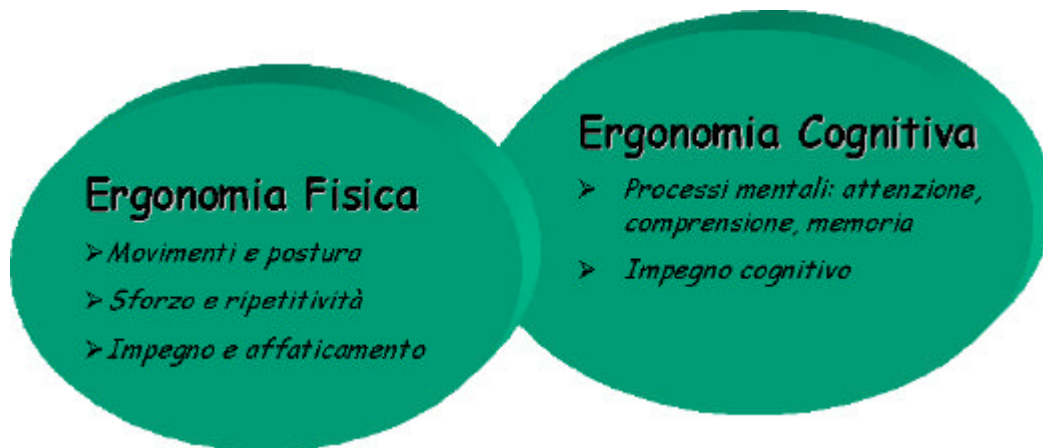 Ergonomia Fisica
➢ Movimenti e postura
➢ Sforzo e ripetitività
➢ Impegno e affaticamento
Ergonomia Cognitiva
➢ Processi mentali: attenzione,
comprensione, memoria
➢ Impegno cognitivo